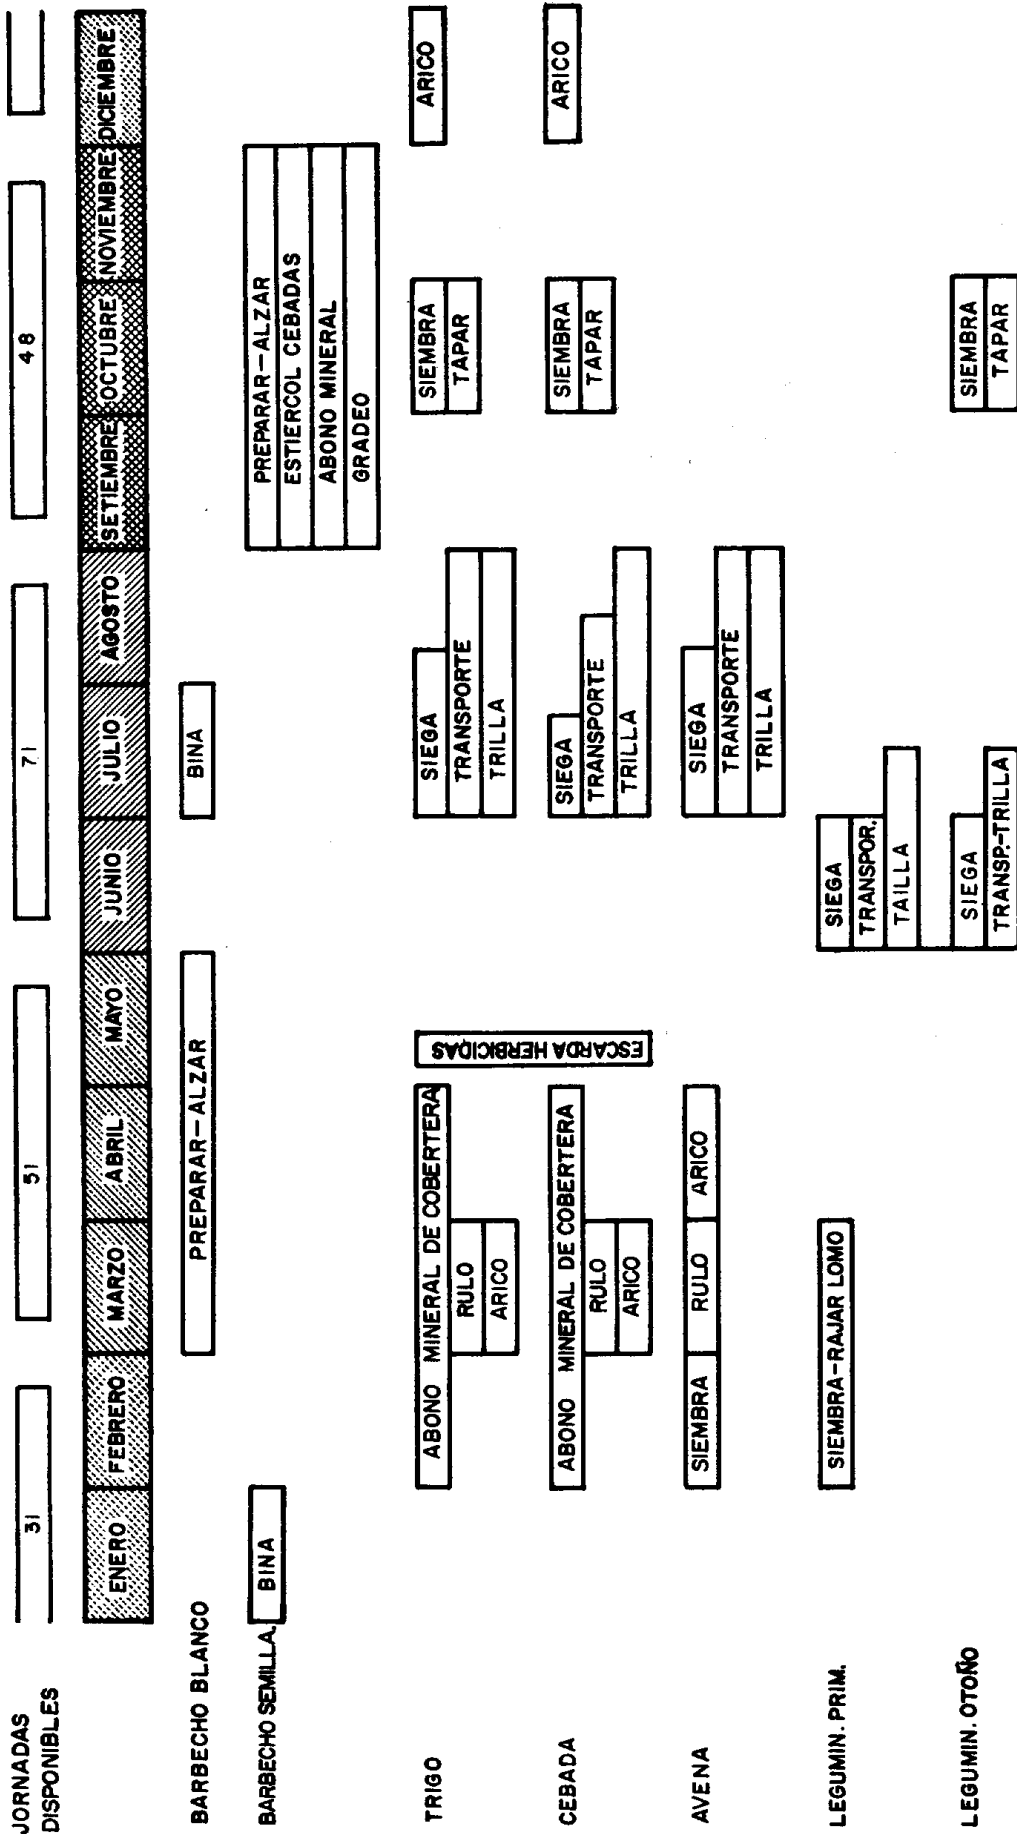 JORNADAS
DISPONIBLES
31
51
71
48
ENERO
FEBRERO
MARZO
ABRIL
MAYO
JUNIO
JULIO
AGOSTO
SETIEMBRE
OCTUBRE
NOVIEMBRE
DICIEMBRE
BARBECHO BLANCO
PREPARAR-ALZAR
BINA
BARBECHO SEMILLA.
BINA
PREPARAR-ALZAR
ESTIERCOL CEBADAS
ABONO MINERAL
GRADEO
TRIGO
ABONO MINERAL DE COBERTERA
RULO
ARICO
ESCARDA HERBICIDAS
SIEGA
TRANSPORTE
TRILLA
SIEMBRA
TAPAR
ARICO
CEBADA
ABONO MINERAL DE COBERTERA
RULO
ARICO
SIEGA
TRANSPORTE
TRILLA
SIEMBRA
TAPAR
ARICO
AVENA
SIEMBRA
RULO
ARICO
SIEGA
TRANSPORTE
TRILLA
LEGUMIN. PRIM.
SIEMBRA-RAJAR LOMO
SIEGA
TRANSPOR.
TAILLA
LEGUMIN. OTOÑO
SIEGA
TRANSP.-TRILLA
SIEMBRA
TAPAR